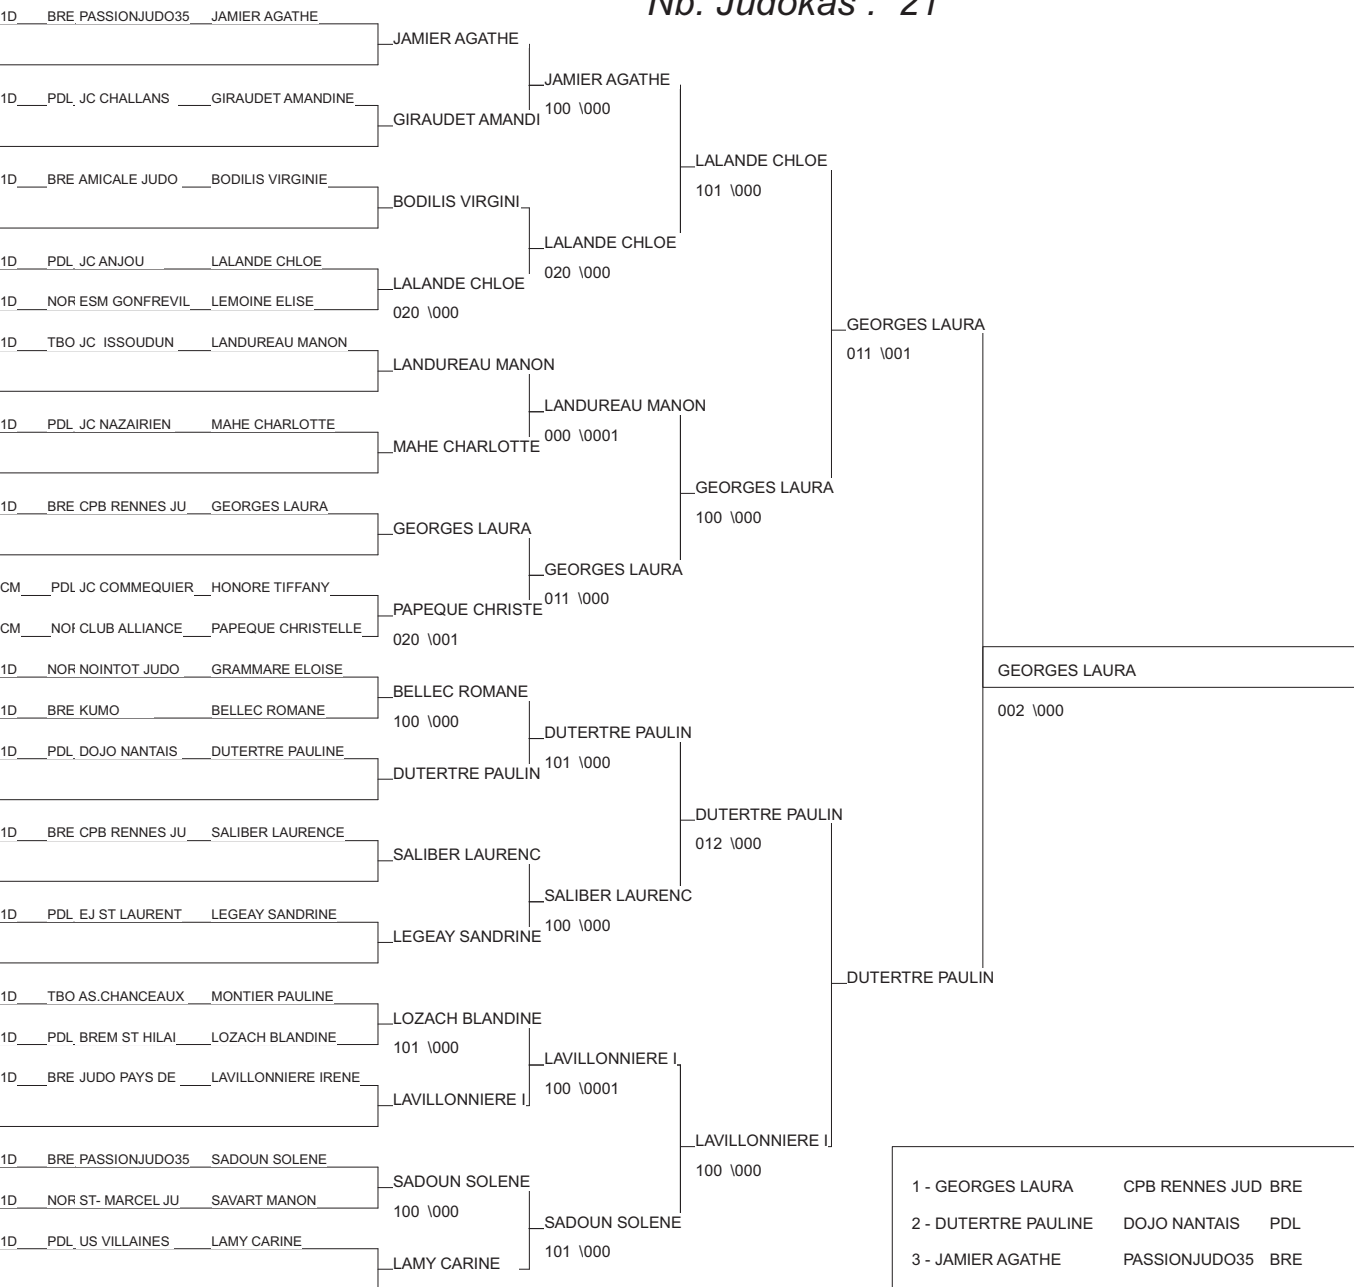 Nb. Judokas : 21
1D BRE PASSIONJUDO35 JAMIER AGATHE
JAMIER AGATHE
JAMIER AGATHE
1D PDL JC CHALLANS GIRAUDET AMANDINE
100 \000
GIRAUDET AMANDI
LALANDE CHLOE
1D BRE AMICALE JUDO BODILIS VIRGINIE
101 \000
BODILIS VIRGINI
LALANDE CHLOE
1D PDL JC ANJOU LALANDE CHLOE
020 \000
LALANDE CHLOE
1D NOR ESM GONFREVIL LEMOINE ELISE
020 \000
GEORGES LAURA
1D TBO JC ISSOUDUN LANDUREAU MANON
011 \001
LANDUREAU MANON
LANDUREAU MANON
1D PDL JC NAZAIRIEN MAHE CHARLOTTE
000 \0001
MAHE CHARLOTTE
GEORGES LAURA
1D BRE CPB RENNES JU GEORGES LAURA
100 \000
GEORGES LAURA
GEORGES LAURA
CM PDL JC COMMEQUIER HONORE TIFFANY
011 \000
PAPEQUE CHRISTE
CM NOR CLUB ALLIANCE PAPEQUE CHRISTELLE
020 \001
1D NOR NOINTOT JUDO GRAMMARE ELOISE
GEORGES LAURA
BELLEC ROMANE
1D BRE KUMO BELLEC ROMANE
002 \000
100 \000
DUTERTRE PAULIN
1D PDL DOJO NANTAIS DUTERTRE PAULINE
101 \000
DUTERTRE PAULIN
DUTERTRE PAULIN
1D BRE CPB RENNES JU SALIBER LAURENCE
012 \000
SALIBER LAURENC
SALIBER LAURENC
1D PDL EJ ST LAURENT LEGEAY SANDRINE
100 \000
LEGEAY SANDRINE
DUTERTRE PAULIN
1D TBO AS.CHANCEAUX MONTIER PAULINE
LOZACH BLANDINE
1D PDL BREM ST HILAI LOZACH BLANDINE
101 \000
LAVILLONNIERE I
1D BRE JUDO PAYS DE LAVILLONNIERE IRENE
100 \0001
LAVILLONNIERE I
LAVILLONNIERE I
1D BRE PASSIONJUDO35 SADOUN SOLENE
100 \000
SADOUN SOLENE
1 - GEORGES LAURA CPB RENNES JUD BRE
1D NOR ST- MARCEL JU SAVART MANON
100 \000
SADOUN SOLENE
2 - DUTERTRE PAULINE DOJO NANTAIS PDL
1D PDL US VILLAINES LAMY CARINE
101 \000
LAMY CARINE
3 - JAMIER AGATHE PASSIONJUDO35 BRE